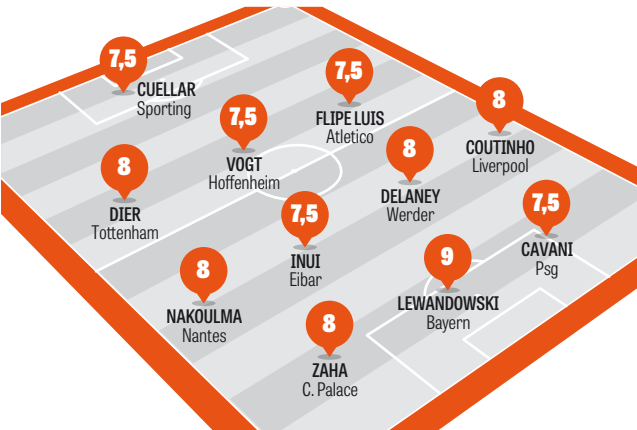 7,5
CUELLAR
Sporting
7,5
FLIPE LUIS
Atletico
7,5
VOGT
Hoffenheim
8
COUTINHO
Liverpool
8
DIER
Tottenham
8
DELANEY
Werder
7,5
INUI
Eibar
7,5
CAVANI
Psg
8
NAKOULMA
Nantes
9
LEWANDOWSKI
Bayern
8
ZAHA
C. Palace